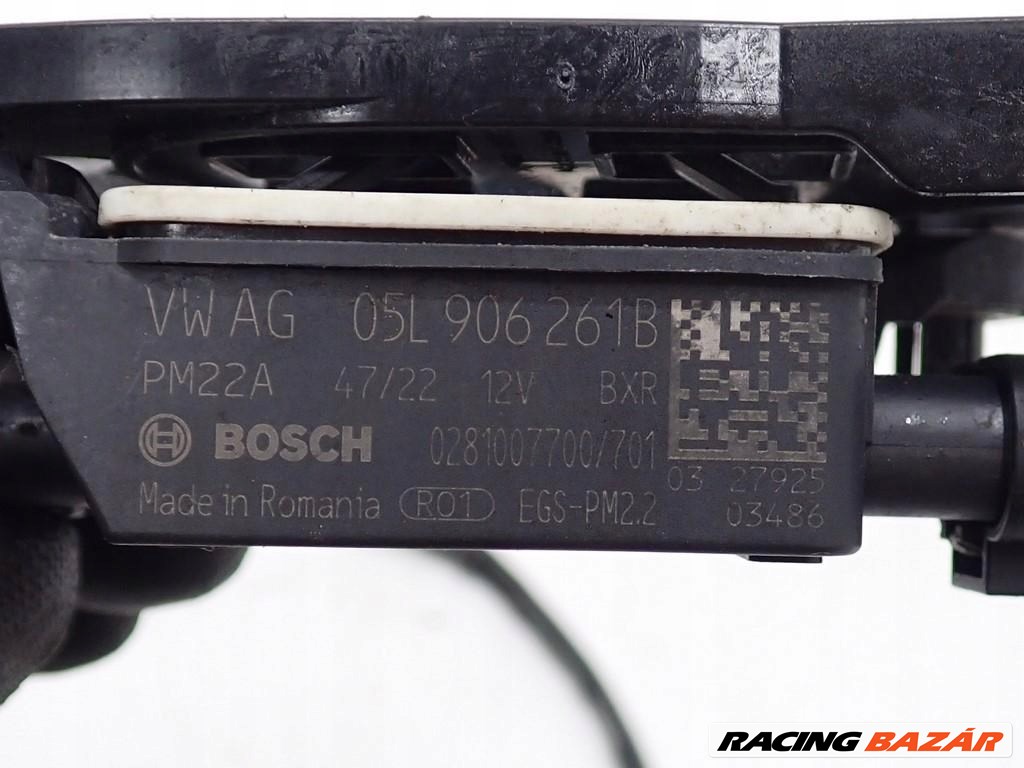 VW AG 05L 906 261B
PM22A 47/22 12V BXR
BOSCH 0281007700/701
Made in Romania R01 EGS-PM2.2
03 27925
03486
RACING BAZÁR